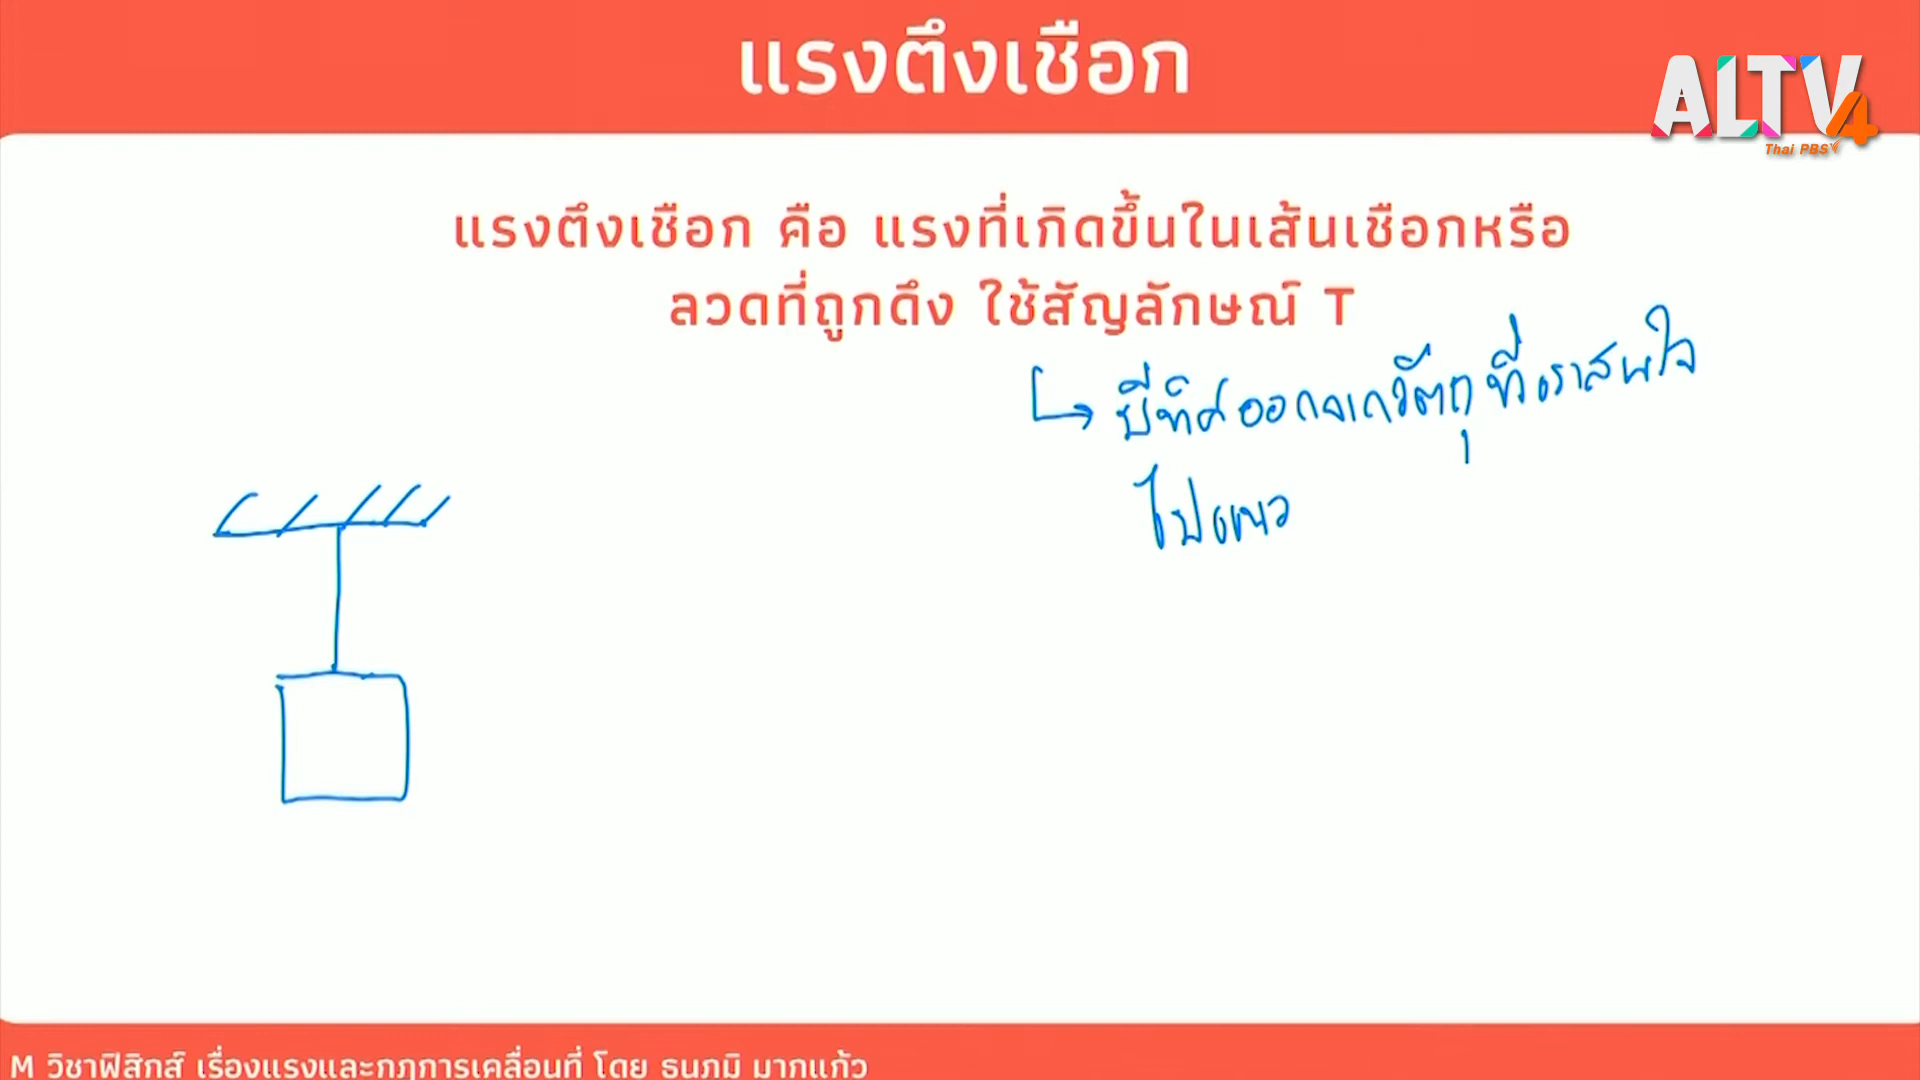 แรงตึงเชือก
ALTV4
Thai PBS
แรงตึงเชือก คือ แรงที่เกิดขึ้นในเส้นเชือกหรือ
ลวดที่ถูกดึง ใช้สัญลักษณ์ T
มีทิศออกจากวัตถุที่เราสนใจ
ไปแนว
M วิชาฟิสิกส์ เรื่องแรงและกฎการเคลื่อนที่ โดย ธนภูมิ มากแก้ว